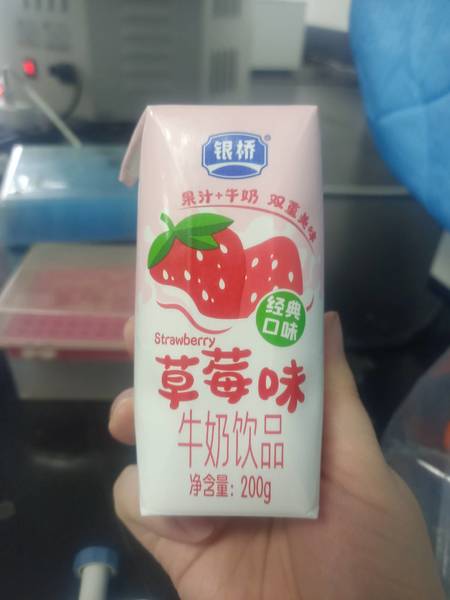 银桥®
果汁+牛奶 双重美味
经典
口味
Strawberry
草莓味
牛奶饮品
净含量：200g